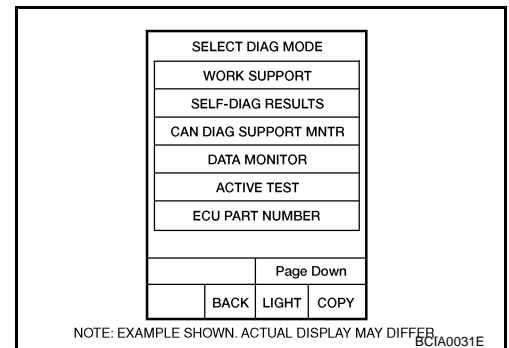 SELECT DIAG MODE
WORK SUPPORT
SELF-DIAG RESULTS
CAN DIAG SUPPORT MNTR
DATA MONITOR
ACTIVE TEST
ECU PART NUMBER
Page Down
BACK LIGHT COPY
NOTE: EXAMPLE SHOWN. ACTUAL DISPLAY MAY DIFFER.
BCIA0031E